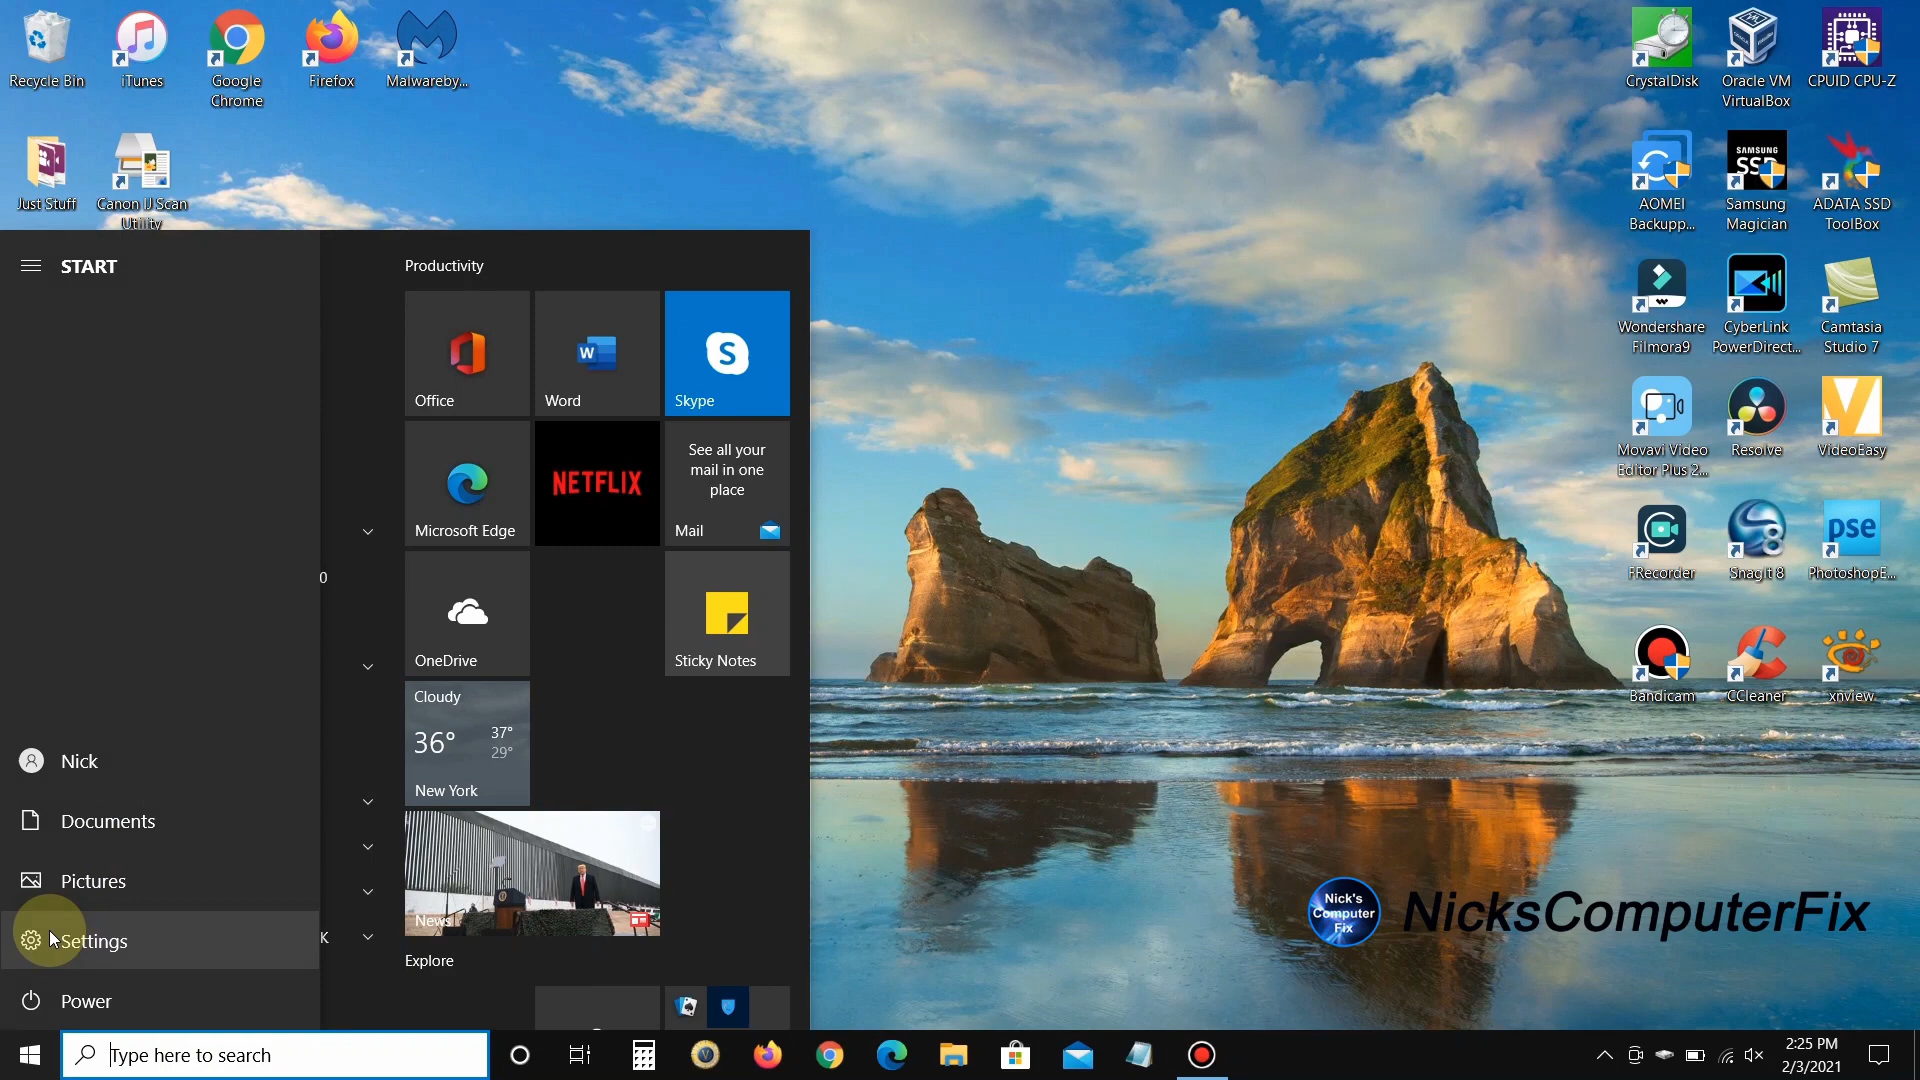 Recycle Bin
iTunes
Google
Chrome
Firefox
Malwareby...
Just Stuff
Canon IJ Scan
Utility
CrystalDisk
Oracle VM
VirtualBox
CPUID CPU-Z
AOMEI
Backupp...
SAMSUNG
SSD
Samsung
Magician
ADATA SSD
ToolBox
Wondershare
Filmora9
CyberLink
PowerDirect...
Camtasia
Studio 7
Movavi Video
Editor Plus 2...
Resolve
VideoEasy
FRecorder
SnagIt 8
pse
PhotoshopE...
Bandicam
CCleaner
xnview
START
Nick
Documents
Pictures
Settings
Power
0
K
Productivity
Office
Word
Skype
Microsoft Edge
NETFLIX
See all your
mail in one
place
Mail
OneDrive
Sticky Notes
Cloudy
36°
37°
29°
New York
News
Explore
Nick's
Computer
Fix
NicksComputerFix
Type here to search
2:25 PM
2/3/2021